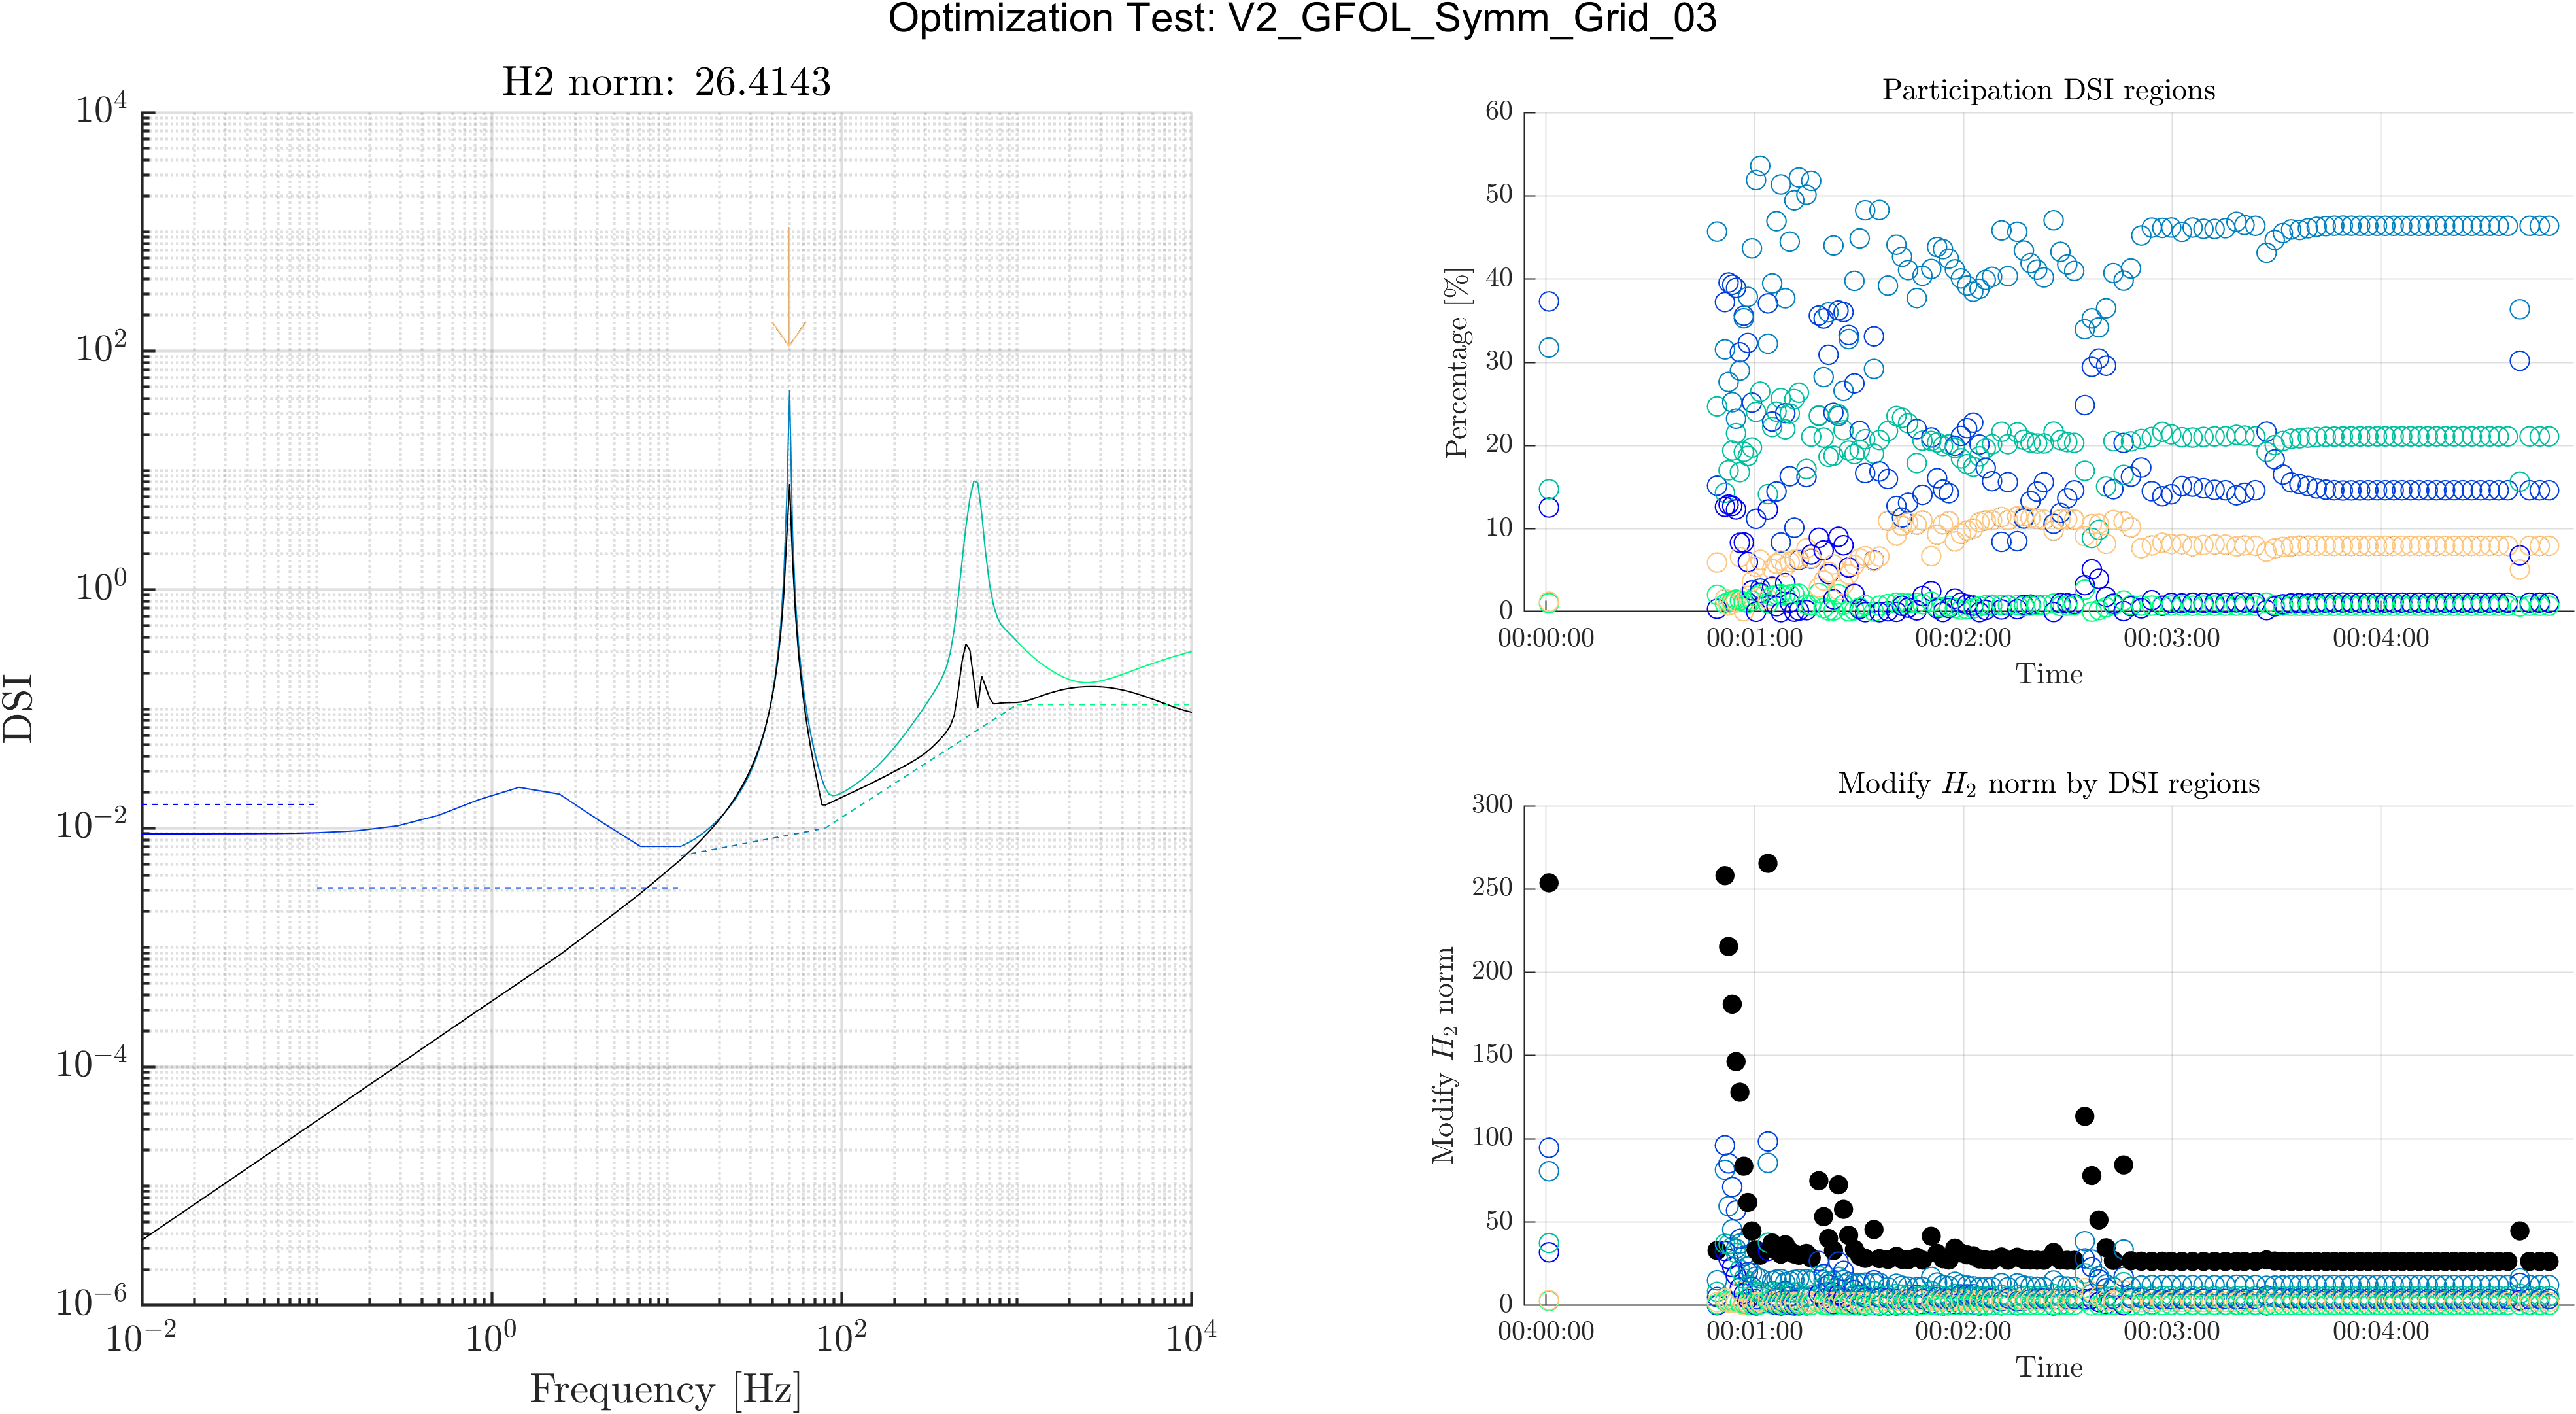 Optimization Test: V2_GFOL_Symm_Grid_03
H2 norm: 26.4143
10^4
10^2
10^0
10^-2
10^-4
10^-6
DSI
10^-2 10^0 10^2 10^4
Frequency [Hz]
Participation DSI regions
60
50
40
30
20
10
0
Percentage [%]
00:00:00 00:01:00 00:02:00 00:03:00 00:04:00
Time
Modify H_2 norm by DSI regions
300
250
200
150
100
50
0
Modify H_2 norm
00:00:00 00:01:00 00:02:00 00:03:00 00:04:00
Time